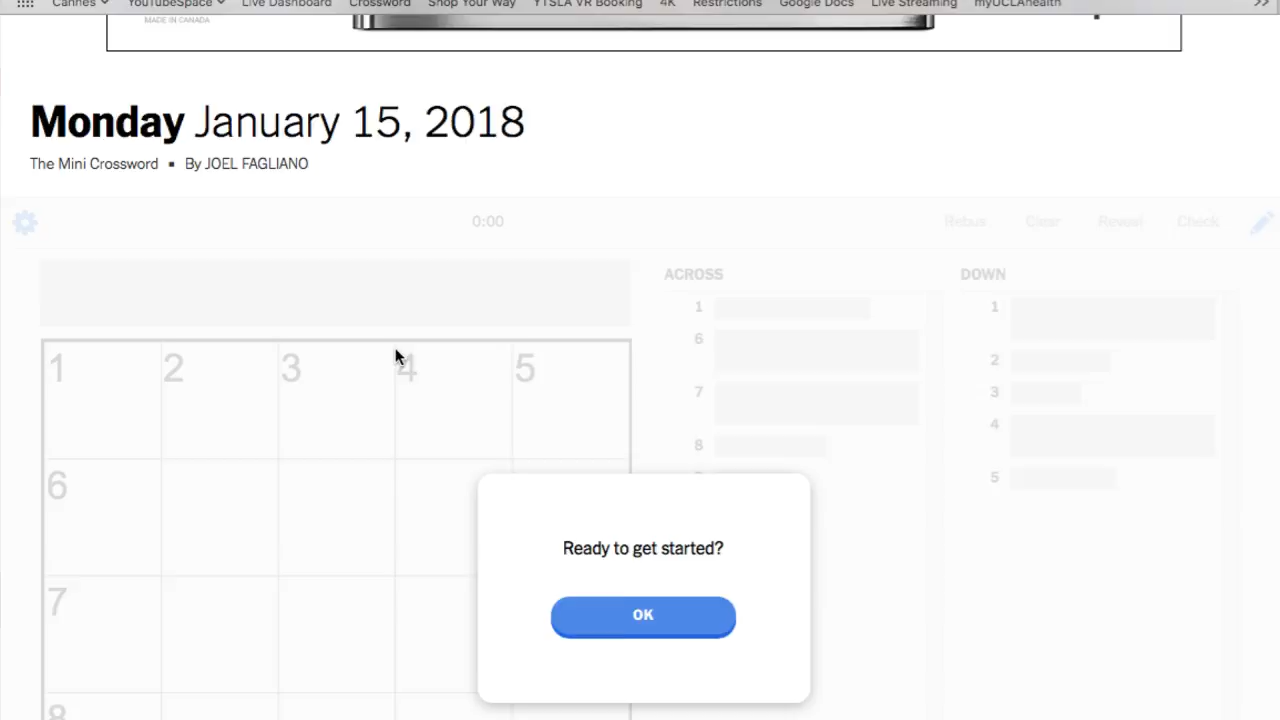 Cannes YouTubeSpace Live Dashboard Crossword Shop Your Way YTSLA VR Booking 4K Restrictions Google Docs Live Streaming myUCLAhealth >>
MADE IN CANADA
Monday January 15, 2018
The Mini Crossword ▪ By JOEL FAGLIANO
0:00 Rebus Clear Reveal Check
ACROSS DOWN
1 1
6
2
7 3
4
8
5
1 2 3 4 5
6
7
8
Ready to get started?
OK